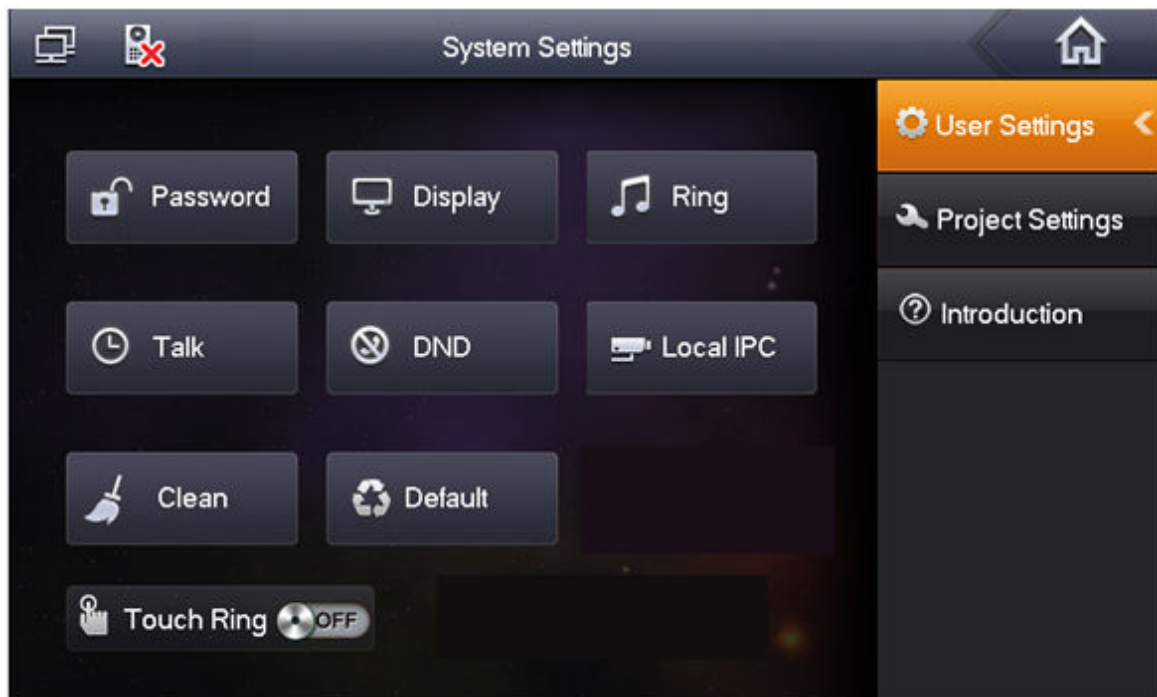 System Settings
User Settings
Password
Display
Ring
Project Settings
Talk
DND
Local IPC
Introduction
Clean
Default
Touch Ring OFF